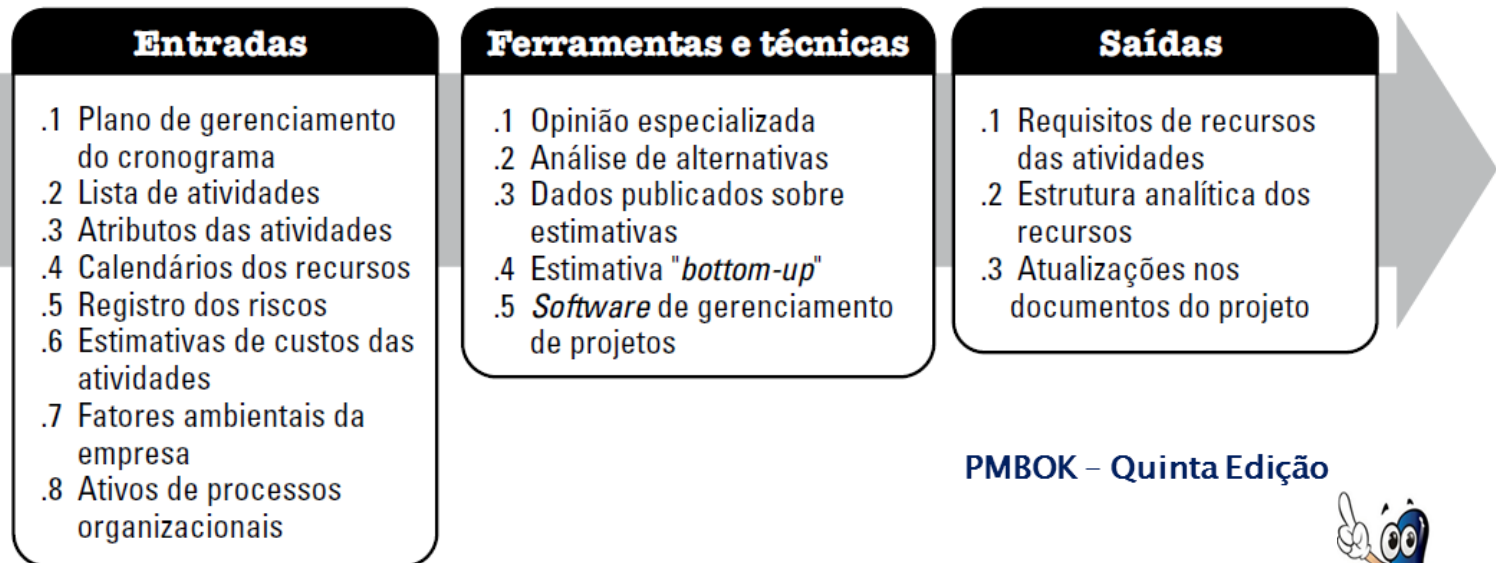 Entradas
.1 Plano de gerenciamento
do cronograma
.2 Lista de atividades
.3 Atributos das atividades
.4 Calendários dos recursos
.5 Registro dos riscos
.6 Estimativas de custos das
atividades
.7 Fatores ambientais da
empresa
.8 Ativos de processos
organizacionais
Ferramentas e técnicas
.1 Opinião especializada
.2 Análise de alternativas
.3 Dados publicados sobre
estimativas
.4 Estimativa "bottom-up"
.5 Software de gerenciamento
de projetos
Saídas
.1 Requisitos de recursos
das atividades
.2 Estrutura analítica dos
recursos
.3 Atualizações nos
documentos do projeto
PMBOK – Quinta Edição